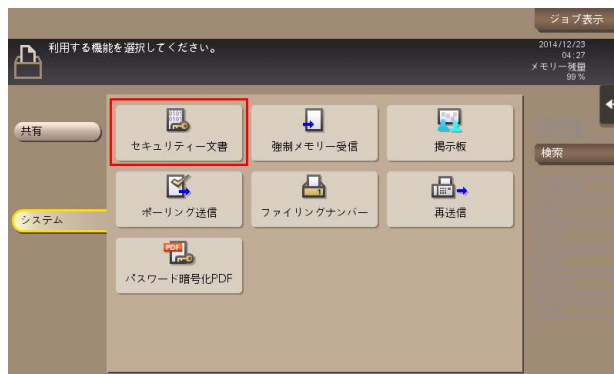 ジョブ表示
利用する機能を選択してください。
2014/12/23
04:27
メモリー残量
99 %
共有
システム
セキュリティー文書
強制メモリー受信
掲示板
ポーリング送信
ファイリングナンバー
再送信
パスワード暗号化PDF
検索